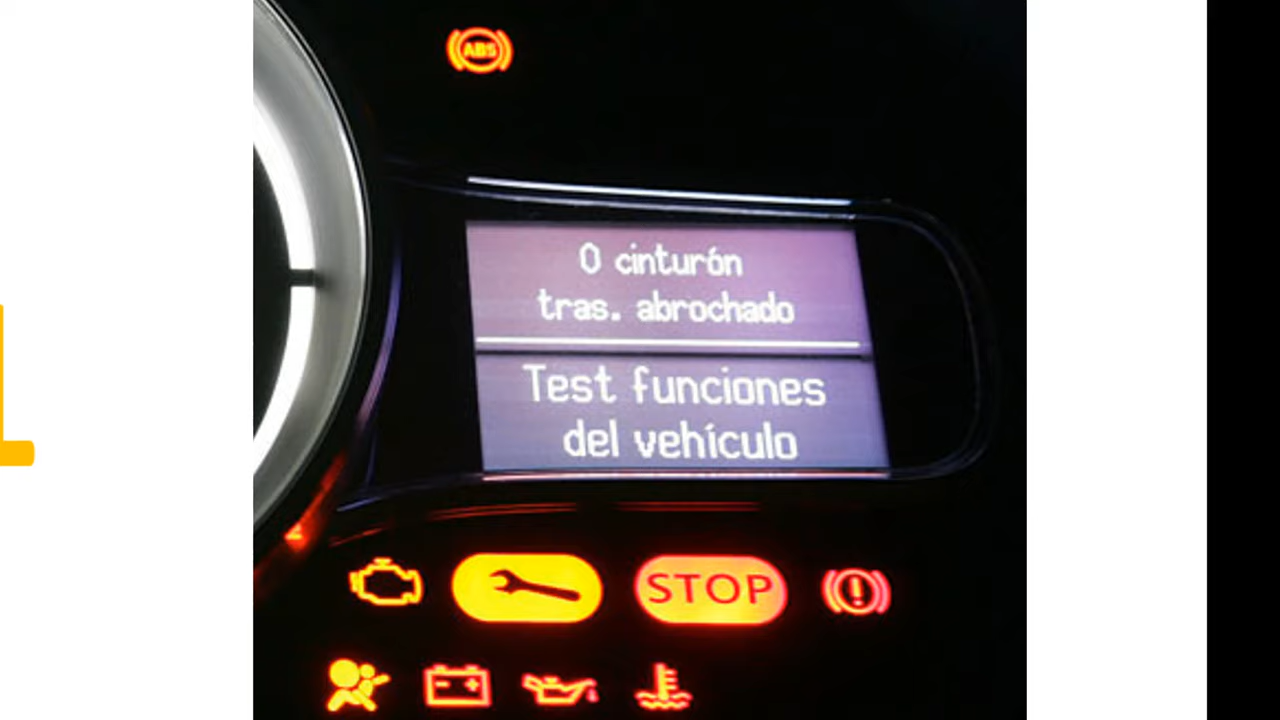 ABS
0 cinturón
tras. abrochado
Test funciones
del vehículo
STOP